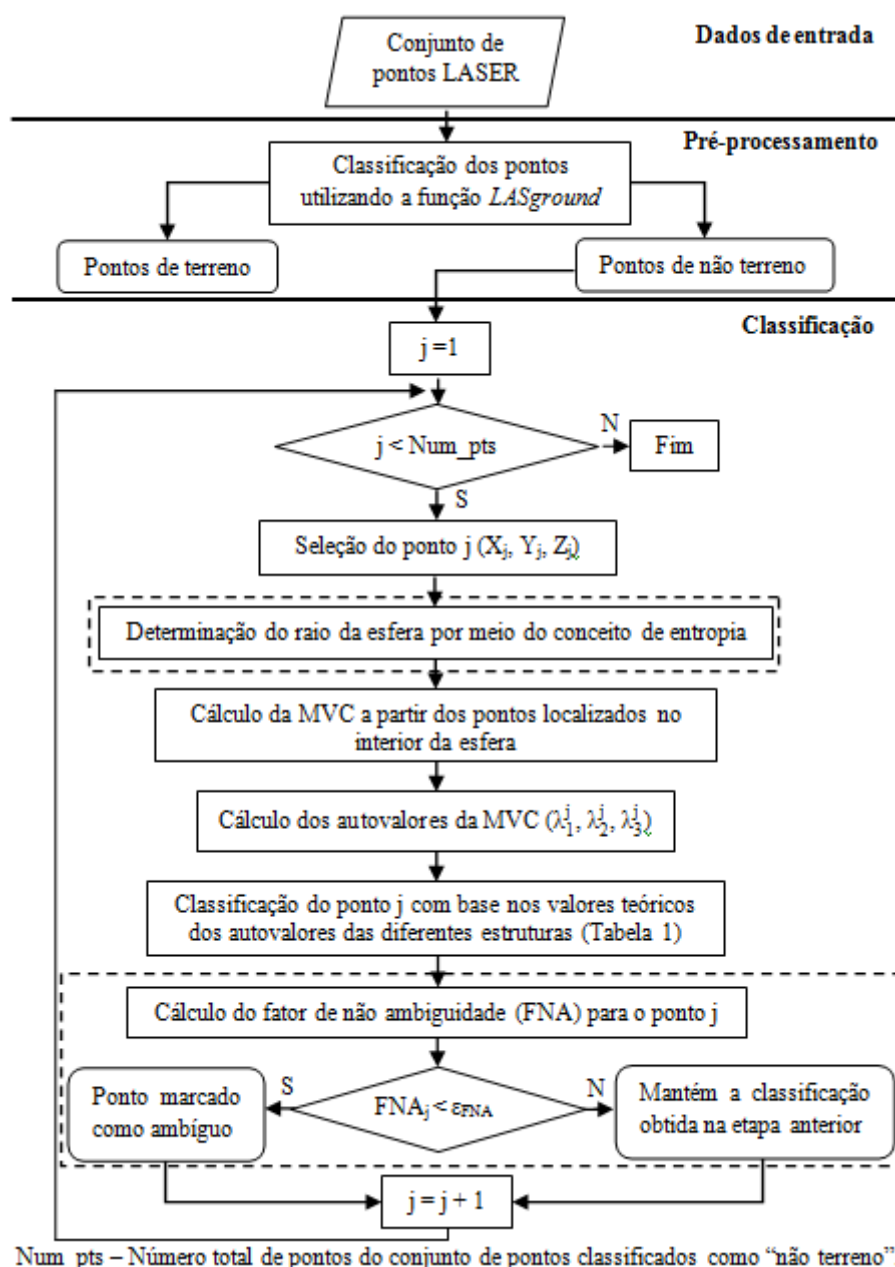 Dados de entrada
Conjunto de
pontos LASER
Pré-processamento
Classificação dos pontos
utilizando a função LASground
Pontos de terreno
Pontos de não terreno
Classificação
j =1
j < Num_pts
N
Fim
S
Seleção do ponto j (Xj, Yj, Zj)
Determinação do raio da esfera por meio do conceito de entropia
Cálculo da MVC a partir dos pontos localizados no
interior da esfera
Cálculo dos autovalores da MVC (λ₁ʲ, λ₂ʲ, λ₃ʲ)
Classificação do ponto j com base nos valores teóricos
dos autovalores das diferentes estruturas (Tabela 1)
Cálculo do fator de não ambiguidade (FNA) para o ponto j
Ponto marcado
como ambíguo
S
FNAj < εFNA
N
Mantém a classificação
obtida na etapa anterior
j = j + 1
Num_pts – Número total de pontos do conjunto de pontos classificados como “não terreno”